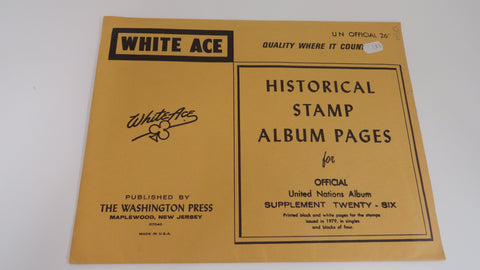 WHITE ACE
U N OFFICIAL 26
QUALITY WHERE IT COUN
White Ace
PUBLISHED BY
THE WASHINGTON PRESS
MAPLEWOOD, NEW JERSEY
07040
MADE IN U.S.A.
HISTORICAL
STAMP
ALBUM PAGES
for
OFFICIAL
United Nations Album
SUPPLEMENT TWENTY - SIX
Printed black and white pages for the stamps
issued in 1979, in singles
and blocks of four.